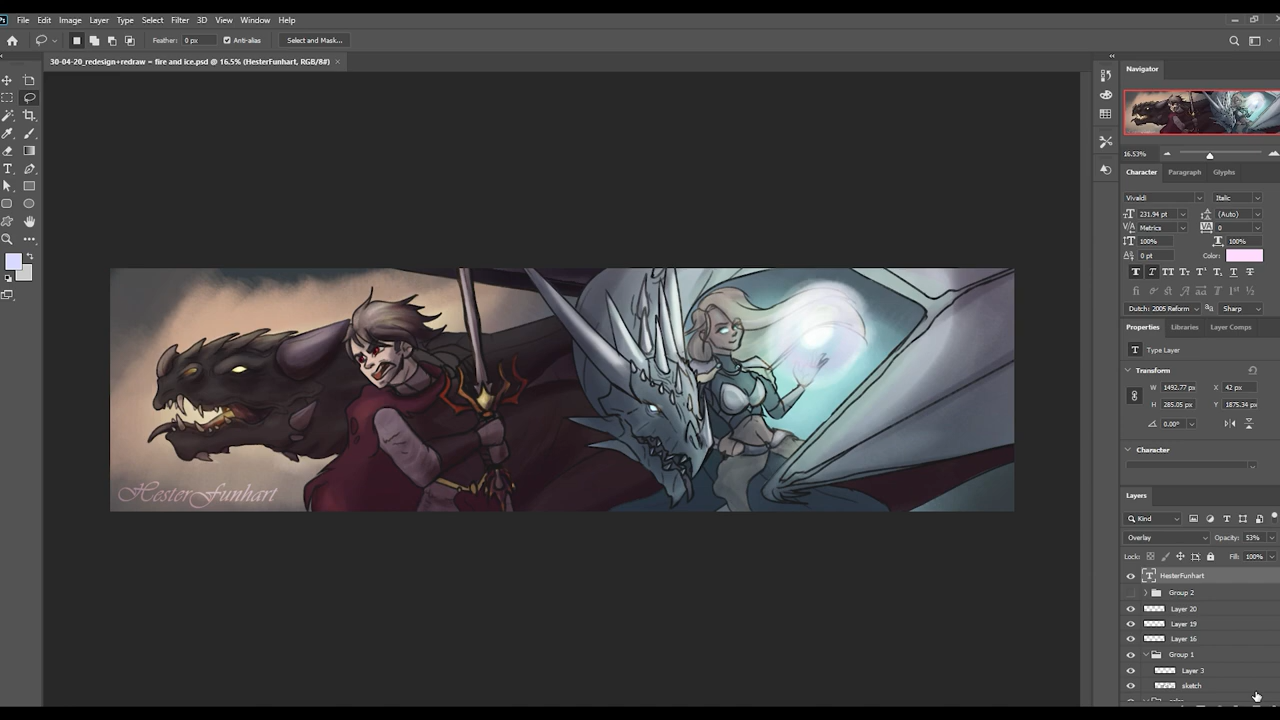 File Edit Image Layer Type Select Filter 3D View Window Help
Feather: 0 px Anti-alias Select and Mask...
30-04-20_redesign+redraw = fire and ice.psd @ 16.5% (HesterFunhart, RGB/8#)
Navigator
16.53%
Character Paragraph Glyphs
Vivaldi Italic
231.94 pt (Auto)
Metrics 0
100% 100%
0 pt Color:
Dutch: 2005 Reform Sharp
Properties Libraries Layer Comps
Type Layer
Transform
W 1492.77 px X 42 px
H 265.05 px Y 1875.34 px
0.00°
Character
Layers
Kind
Overlay Opacity: 53%
Lock: Fill: 100%
HesterFunhart
Group 2
Layer 20
Layer 19
Layer 16
Group 1
Layer 3
sketch
HesterFunhart